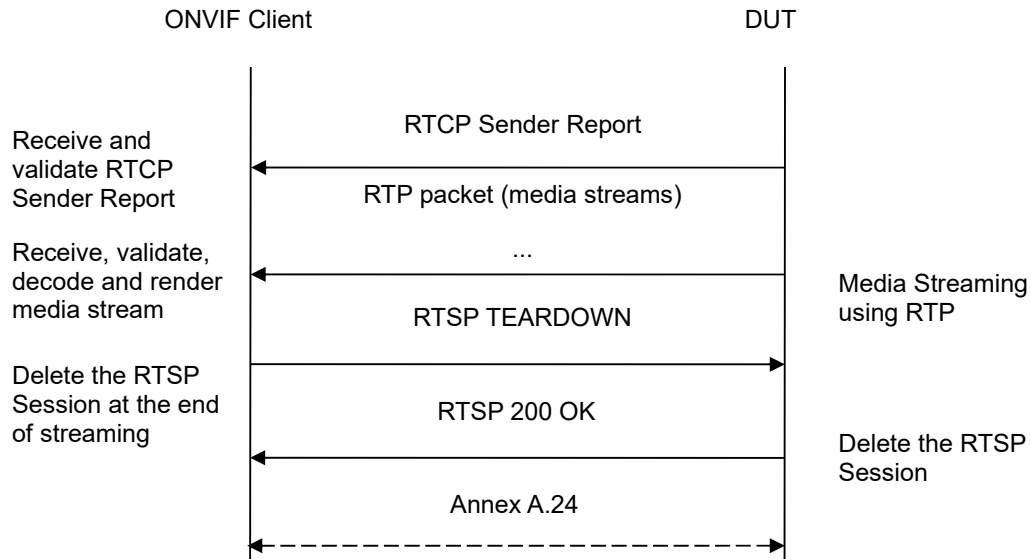 ONVIF Client
DUT
RTCP Sender Report
Receive and
validate RTCP
Sender Report
RTP packet (media streams)
Receive, validate,
decode and render
media stream
...
Media Streaming
using RTP
RTSP TEARDOWN
Delete the RTSP
Session at the end
of streaming
RTSP 200 OK
Delete the RTSP
Session
Annex A.24